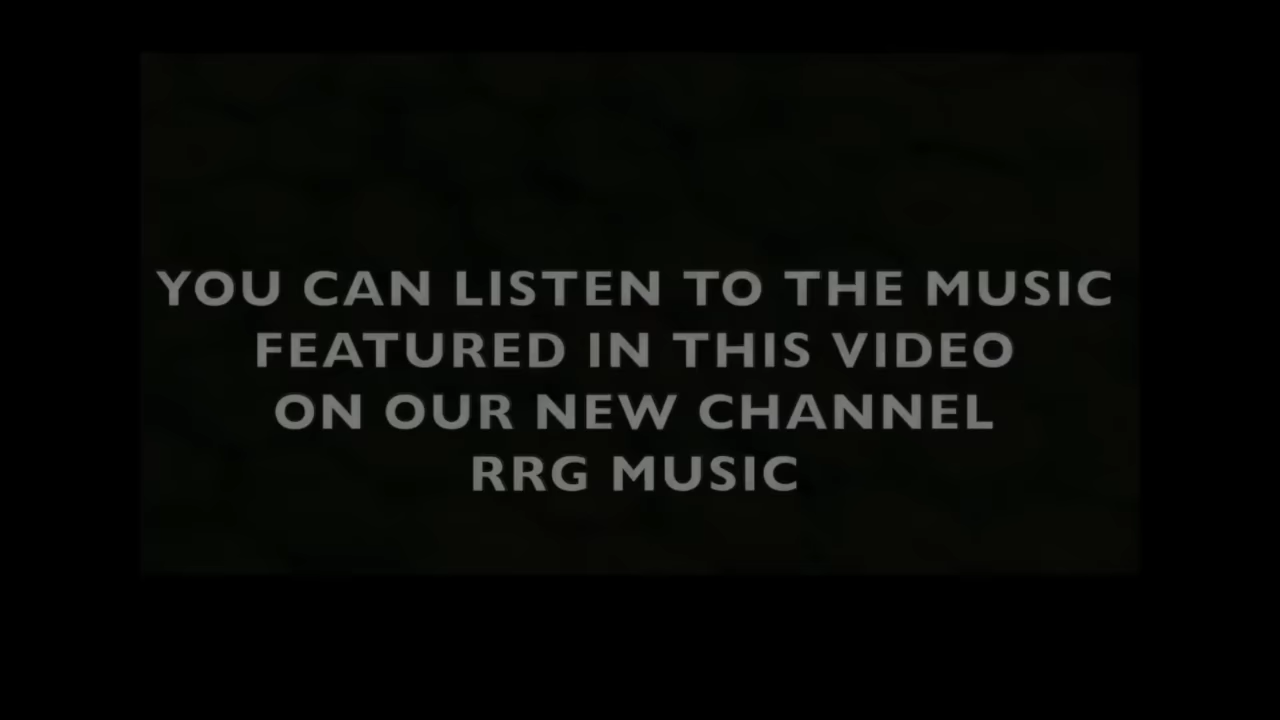 YOU CAN LISTEN TO THE MUSIC
FEATURED IN THIS VIDEO
ON OUR NEW CHANNEL
RRG MUSIC